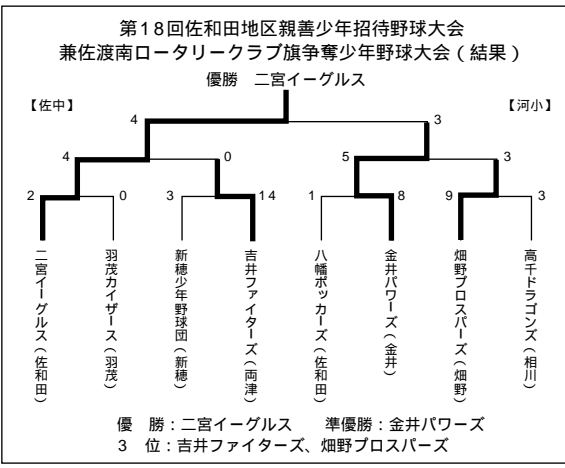 第18回佐和田地区親善少年招待野球大会
兼佐渡南ロータリークラブ旗争奪少年野球大会（結果）
優勝　二宮イーグルス
【佐中】
【河小】
4
3
4
0
5
3
2
0
3
14
1
8
9
3
二宮イーグルス（佐和田）
羽茂カイザース（羽茂）
新穂少年野球団（新穂）
吉井ファイターズ（両津）
八幡ポッカーズ（佐和田）
金井パワーズ（金井）
畑野プロスパーズ（畑野）
高千ドラゴンズ（相川）
優　勝：二宮イーグルス　　準優勝：金井パワーズ
3　位：吉井ファイターズ、畑野プロスパーズ